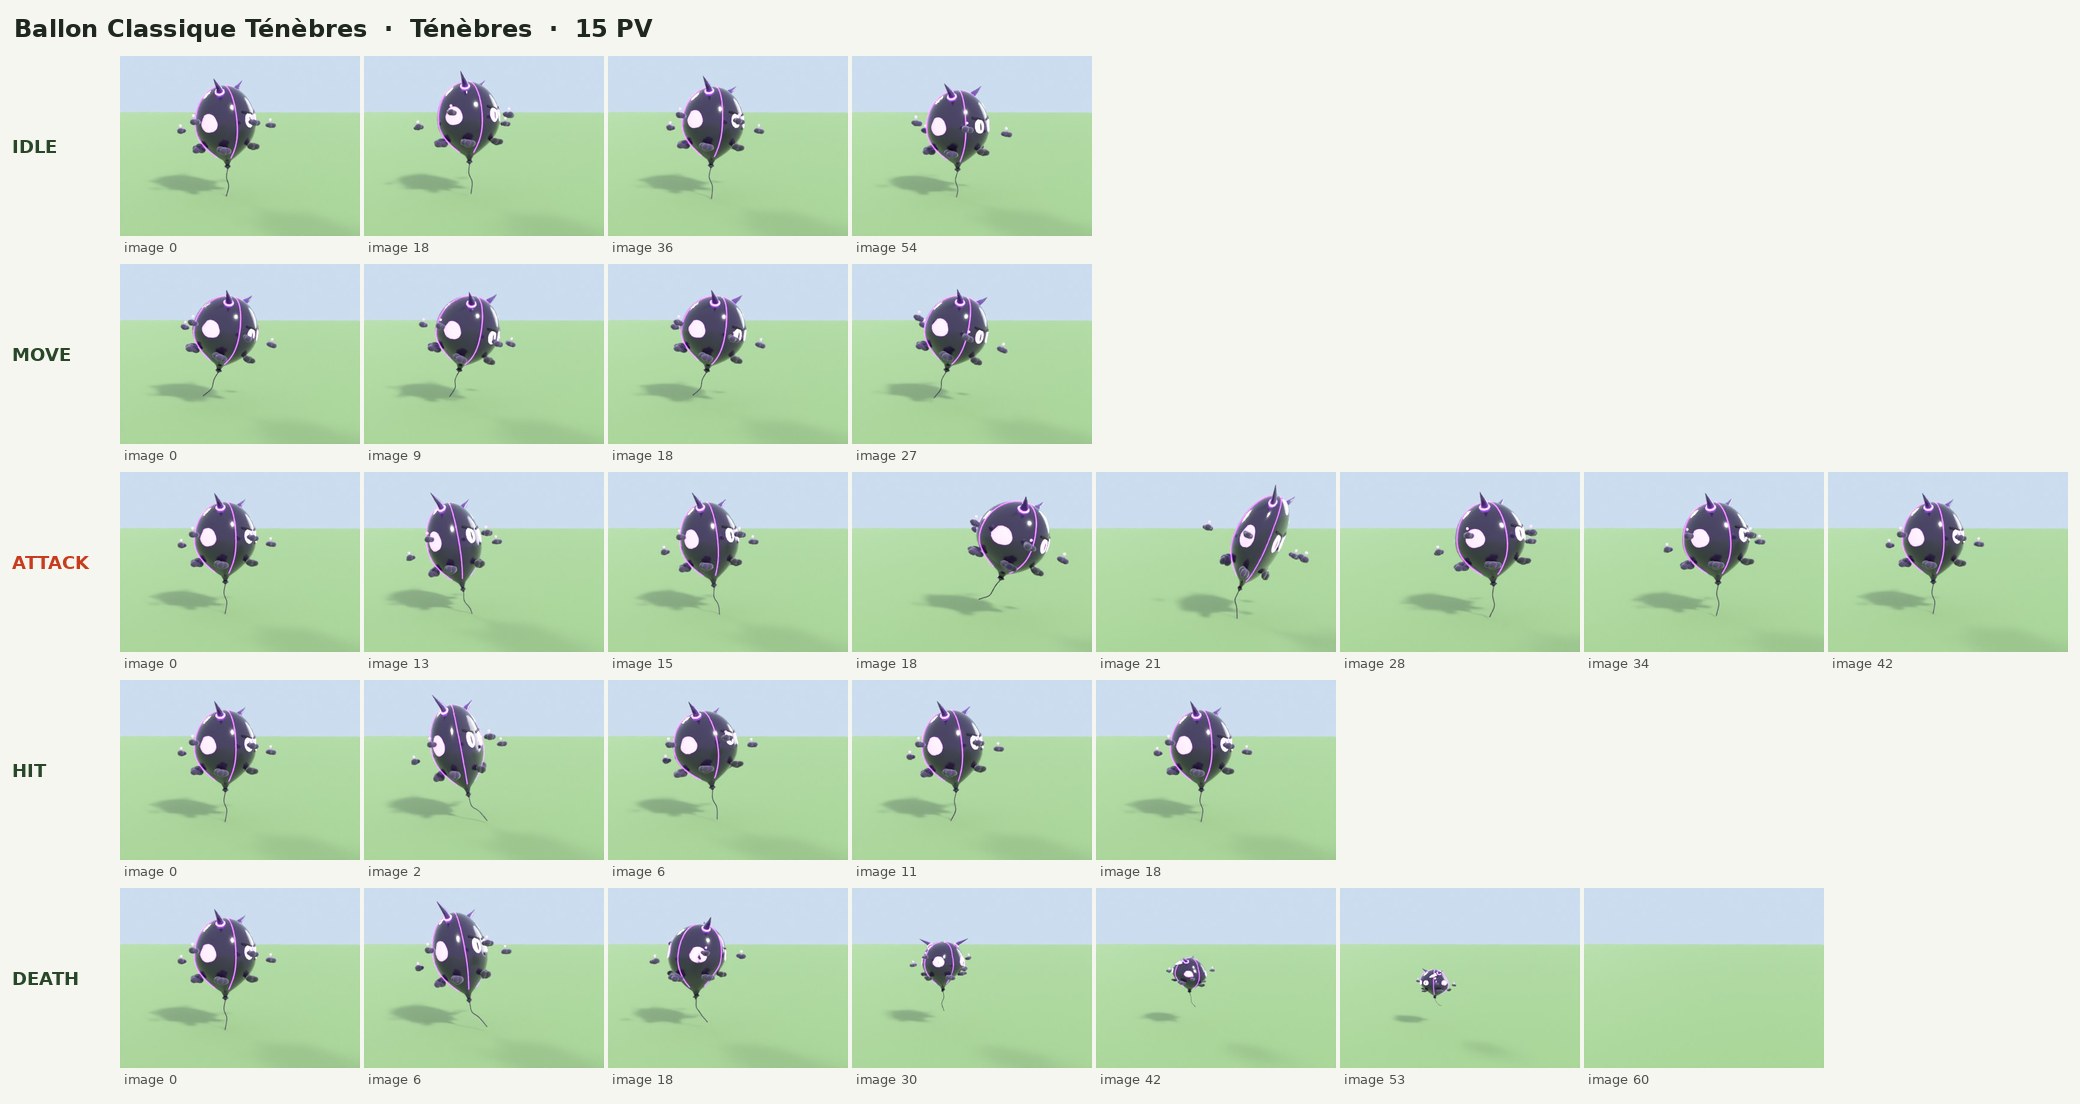 Ballon Classique Ténèbres · Ténèbres · 15 PV
IDLE
image 0
image 18
image 36
image 54
MOVE
image 0
image 9
image 18
image 27
ATTACK
image 0
image 13
image 15
image 18
image 21
image 28
image 34
image 42
HIT
image 0
image 2
image 6
image 11
image 18
DEATH
image 0
image 6
image 18
image 30
image 42
image 53
image 60